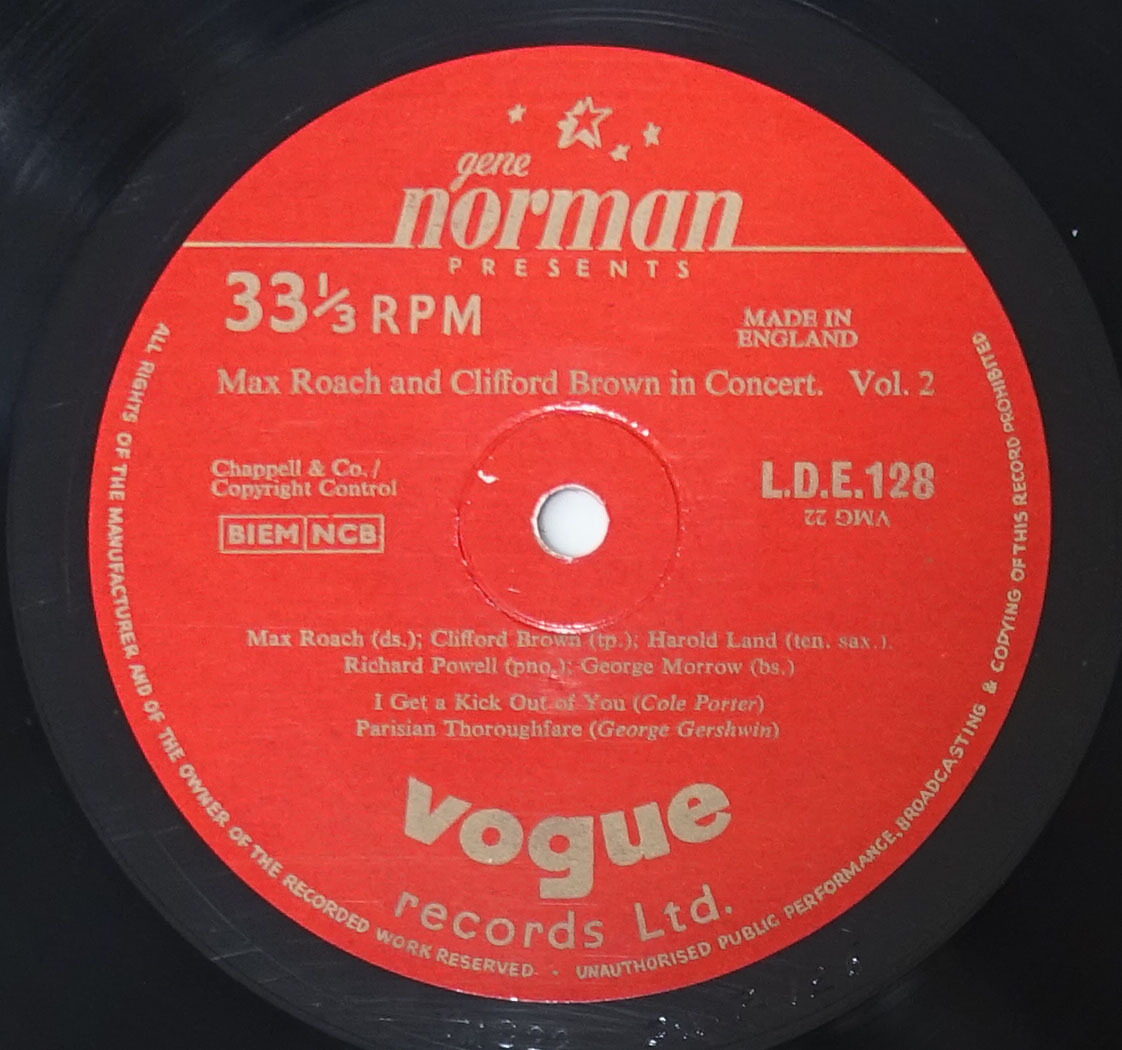 gene
norman
PRESENTS
33⅓ RPM
MADE IN
ENGLAND
Max Roach and Clifford Brown in Concert. Vol. 2
Chappell & Co./
Copyright Control
BIEM NCB
L.D.E.128
VMG 22
Max Roach (ds.); Clifford Brown (tp.); Harold Land (ten. sax.).
Richard Powell (pno.); George Morrow (bs.)
I Get a Kick Out of You (Cole Porter)
Parisian Thoroughfare (George Gershwin)
vogue
records Ltd.
ALL RIGHTS OF THE MANUFACTURER AND OF THE OWNER OF THE RECORDED WORK RESERVED · UNAUTHORISED PUBLIC PERFORMANCE, BROADCASTING & COPYING OF THIS RECORD PROHIBITED